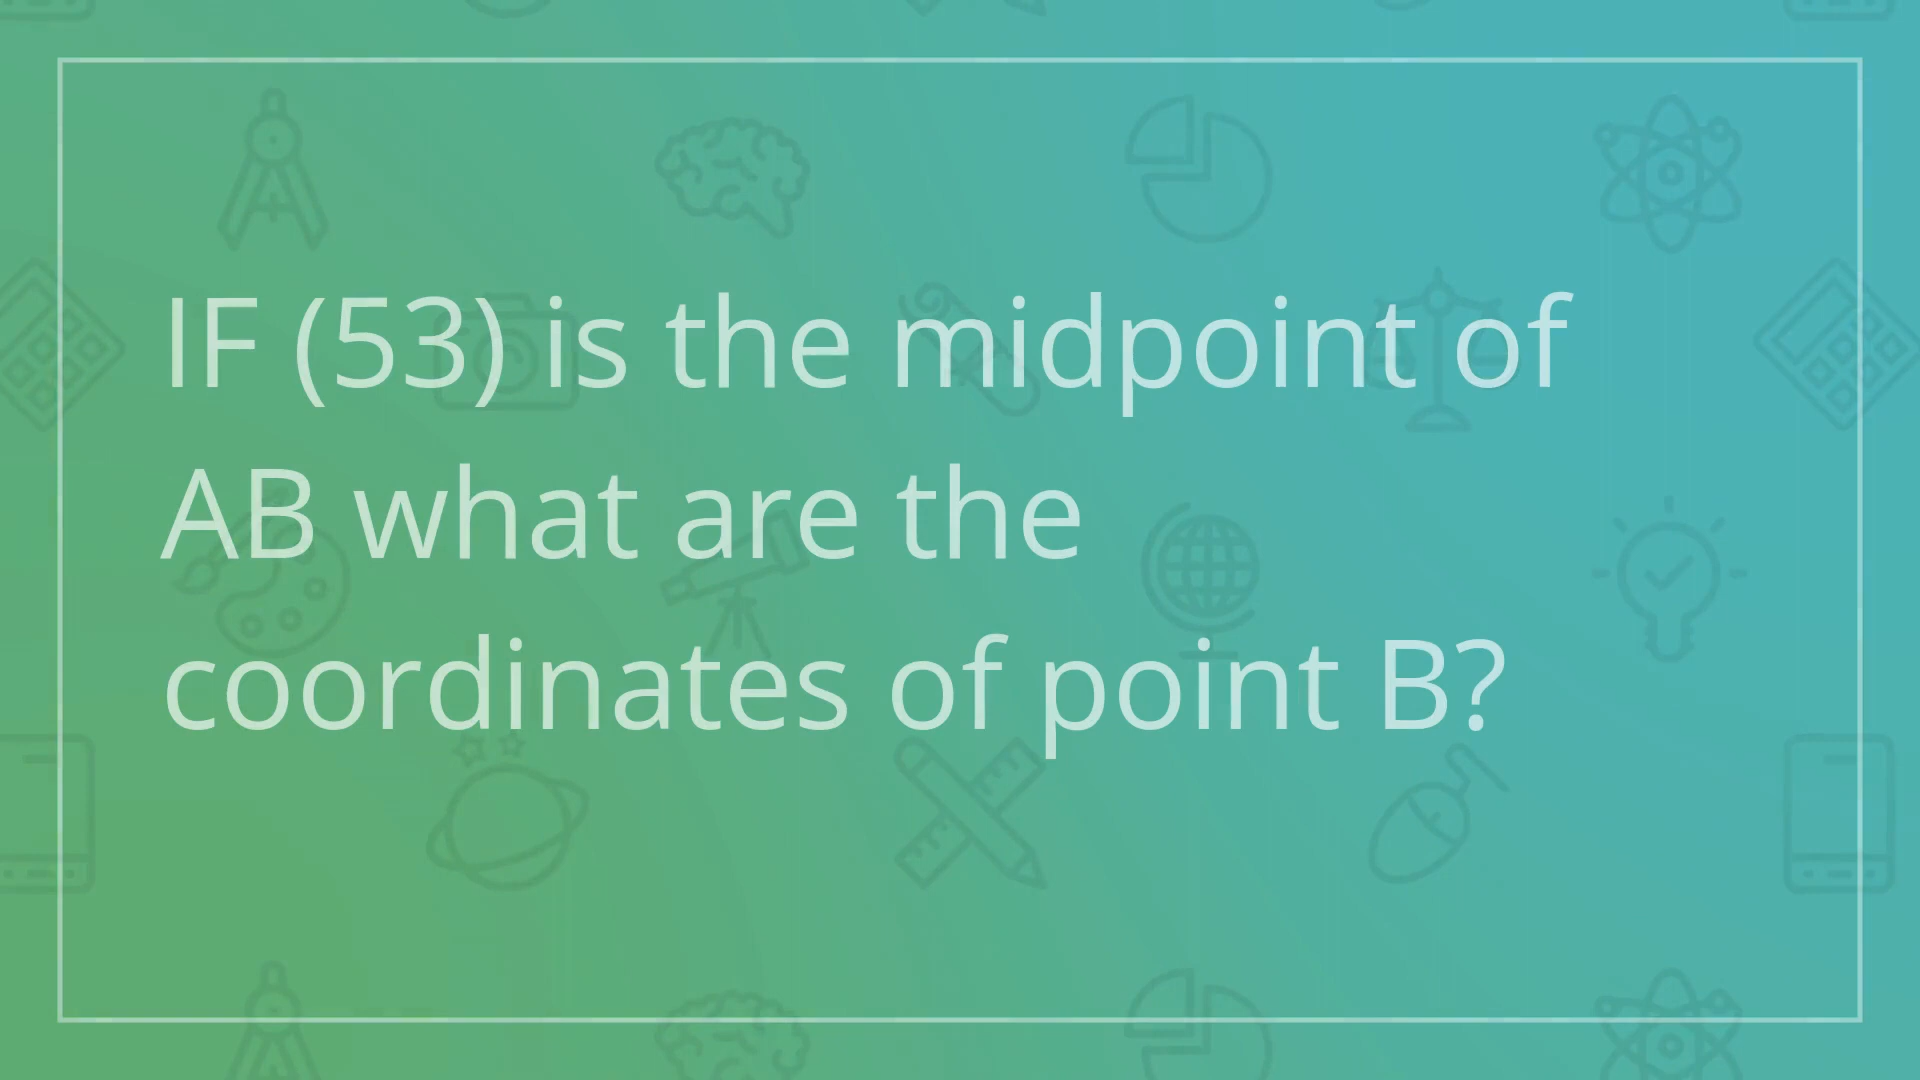 IF (53) is the midpoint of
AB what are the
coordinates of point B?